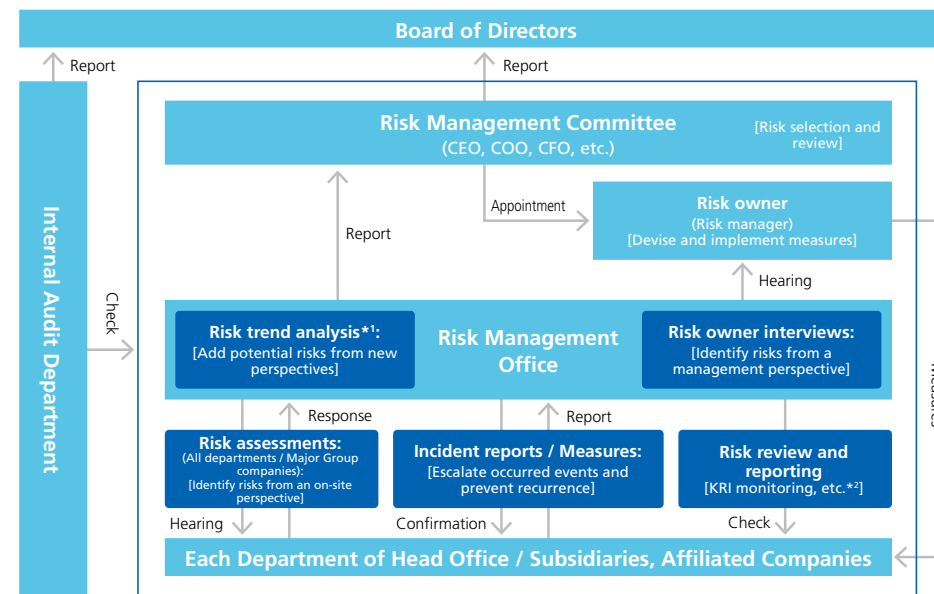 Board of Directors
Report
Report
Internal Audit Department
Check
Risk Management Committee
(CEO, COO, CFO, etc.)
[Risk selection and
review]
Appointment
Risk owner
(Risk manager)
[Devise and implement measures]
Report
Hearing
Risk trend analysis*1:
[Add potential risks from new
perspectives]
Risk Management
Office
Risk owner interviews:
[Identify risks from a
management perspective]
Response
Report
Risk assessments:
(All departments / Major Group
companies):
[Identify risks from an on-site
perspective]
Incident reports / Measures:
[Escalate occurred events and
prevent recurrence]
Risk review and
reporting
[KRI monitoring, etc.*2]
Hearing
Confirmation
Check
Each Department of Head Office / Subsidiaries, Affiliated Companies